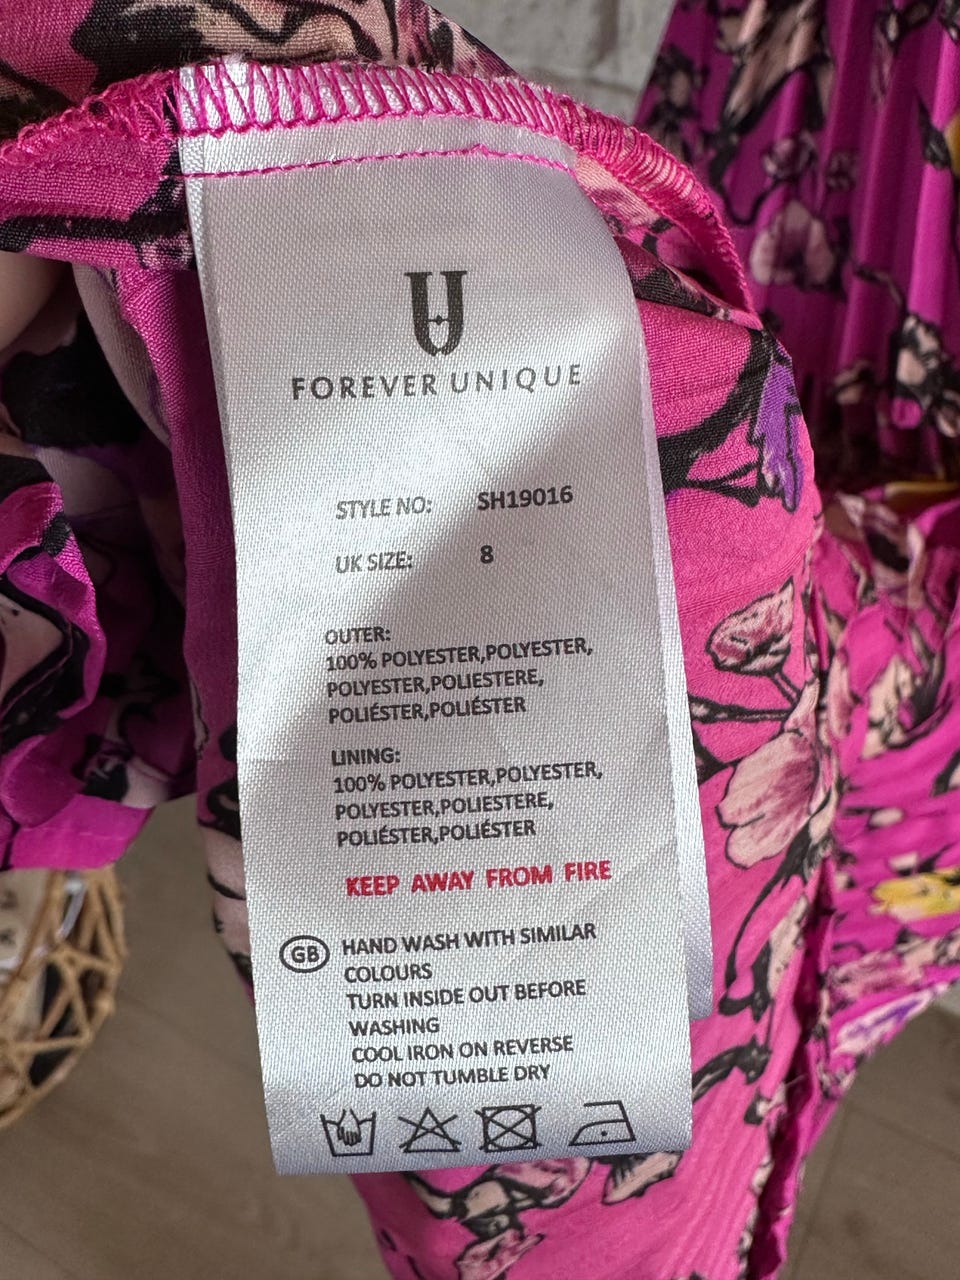 FOREVER UNIQUE
STYLE NO: SH19016
UK SIZE: 8
OUTER:
100% POLYESTER,POLYESTER,
POLYESTER,POLIESTERE,
POLIÉSTER,POLIÉSTER
LINING:
100% POLYESTER,POLYESTER,
POLYESTER,POLIESTERE,
POLIÉSTER,POLIÉSTER
KEEP AWAY FROM FIRE
GB HAND WASH WITH SIMILAR
COLOURS
TURN INSIDE OUT BEFORE
WASHING
COOL IRON ON REVERSE
DO NOT TUMBLE DRY